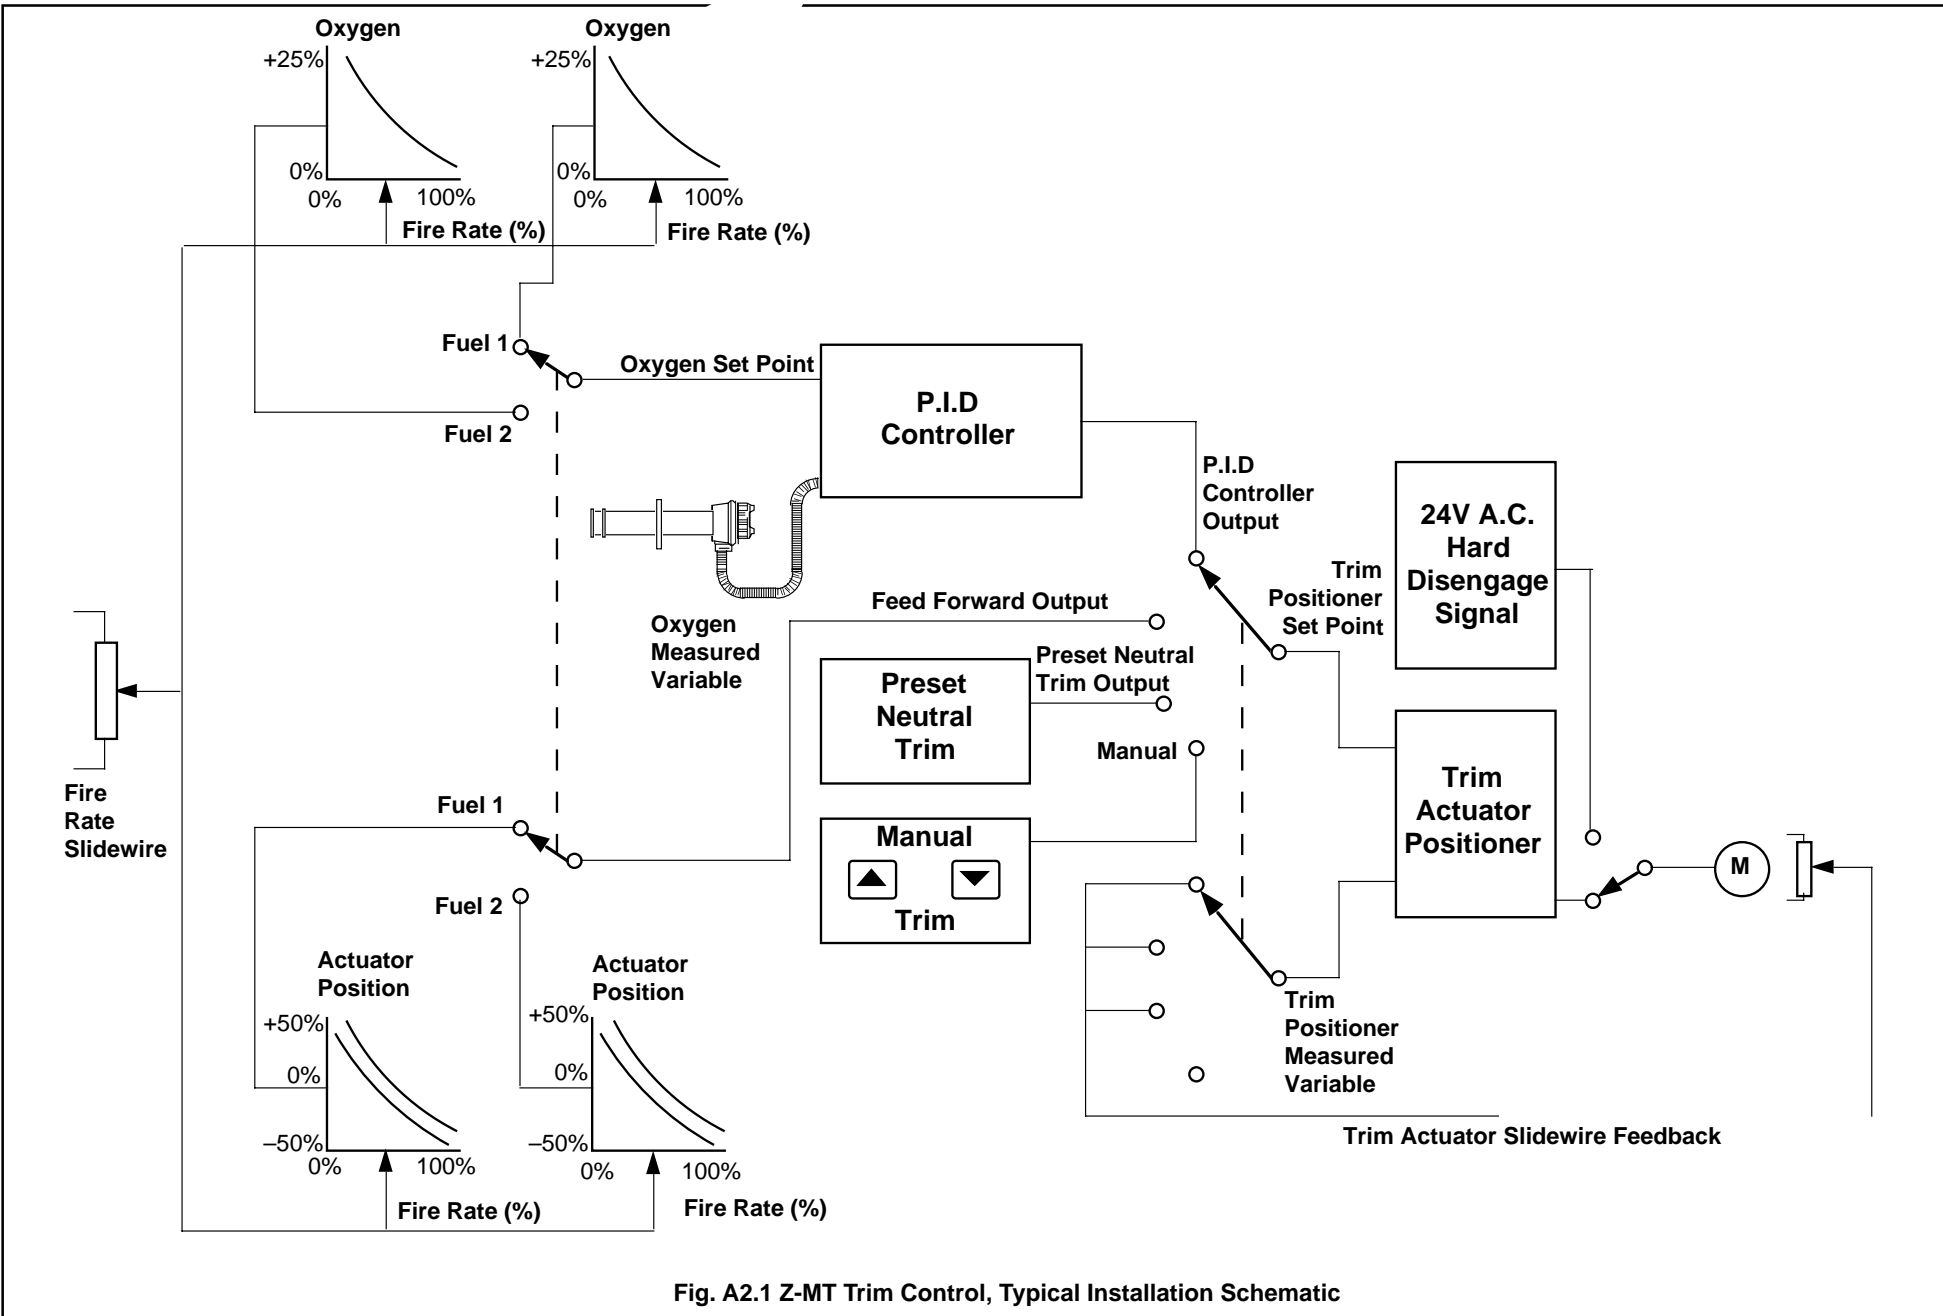 Oxygen
+25%
0%
0%
100%
Fire Rate (%)
Oxygen
+25%
0%
0%
100%
Fire Rate (%)
Fuel 1
Fuel 2
Oxygen Set Point
P.I.D
Controller
P.I.D
Controller
Output
Oxygen
Measured
Variable
Feed Forward Output
Preset Neutral
Trim Output
Preset
Neutral
Trim
Manual
Manual
Trim
Trim
Positioner
Set Point
24V A.C.
Hard
Disengage
Signal
Trim
Actuator
Positioner
M
Fire
Rate
Slidewire
Fuel 1
Fuel 2
Actuator
Position
+50%
0%
–50%
0%
100%
Fire Rate (%)
Actuator
Position
+50%
0%
–50%
0%
100%
Fire Rate (%)
Trim
Positioner
Measured
Variable
Trim Actuator Slidewire Feedback
Fig. A2.1 Z-MT Trim Control, Typical Installation Schematic